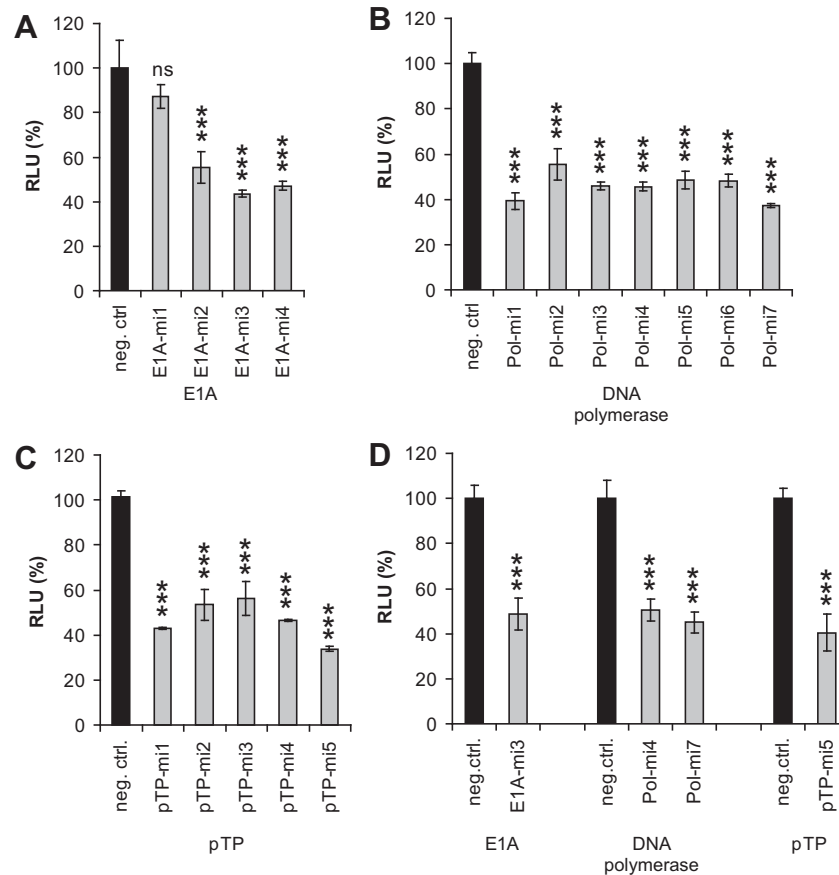 A
RLU (%)
120
100
80
60
40
20
0
ns
***
***
***
neg. ctrl
E1A-mi1
E1A-mi2
E1A-mi3
E1A-mi4
E1A
B
RLU (%)
120
100
80
60
40
20
0
***
***
***
***
***
***
***
neg. ctrl
Pol-mi1
Pol-mi2
Pol-mi3
Pol-mi4
Pol-mi5
Pol-mi6
Pol-mi7
DNA
polymerase
C
RLU (%)
120
100
80
60
40
20
0
***
***
***
***
***
neg. ctrl.
pTP-mi1
pTP-mi2
pTP-mi3
pTP-mi4
pTP-mi5
pTP
D
RLU (%)
120
100
80
60
40
20
0
***
***
***
***
neg.ctrl.
E1A-mi3
neg.ctrl.
Pol-mi4
Pol-mi7
neg.ctrl.
pTP-mi5
E1A
DNA
polymerase
pTP